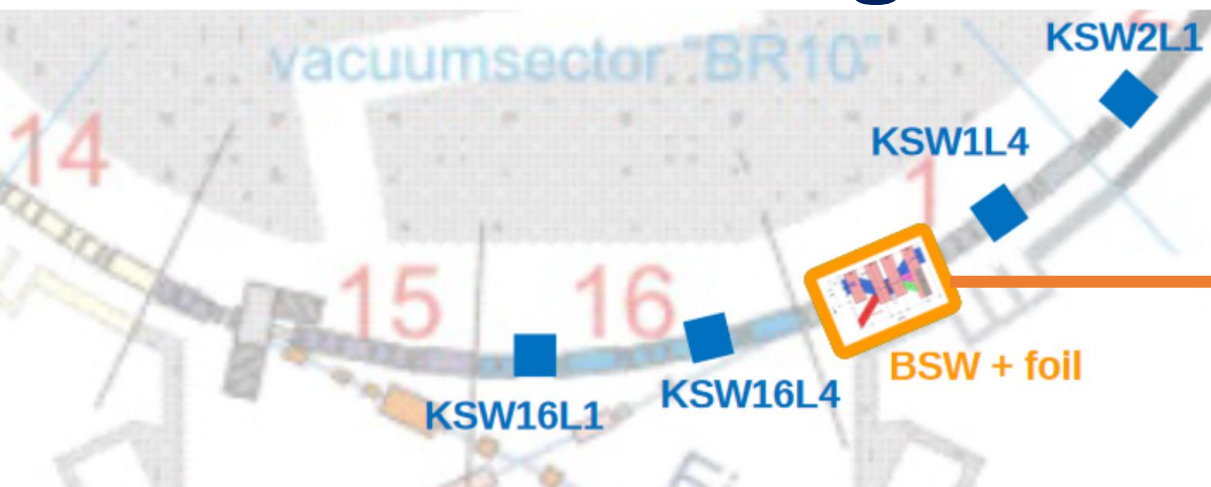 vacuumsector "BR10"
KSW2L1
14
KSW1L4
1
15
16
KSW16L1
KSW16L4
BSW + foil